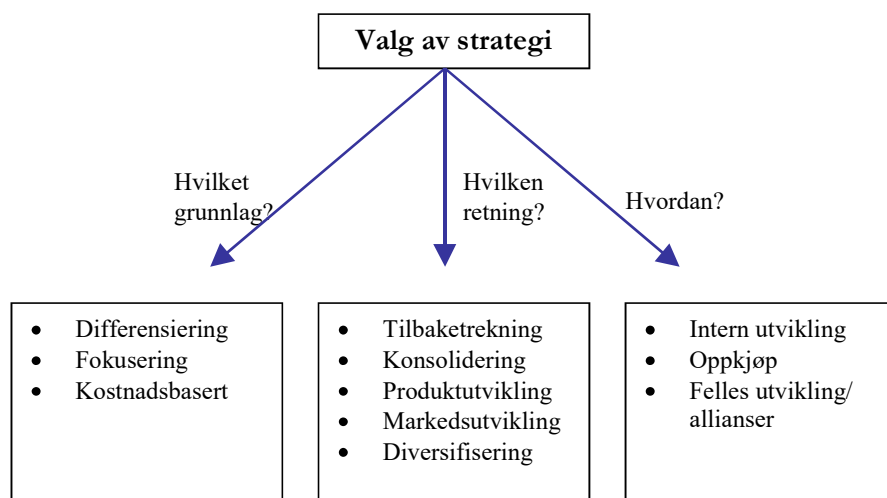 Valg av strategi
Hvilket
grunnlag?
Hvilken
retning?
Hvordan?
• Differensiering
• Fokusering
• Kostnadsbasert
• Tilbaketrekning
• Konsolidering
• Produktutvikling
• Markedsutvikling
• Diversifisering
• Intern utvikling
• Oppkjøp
• Felles utvikling/
allianser